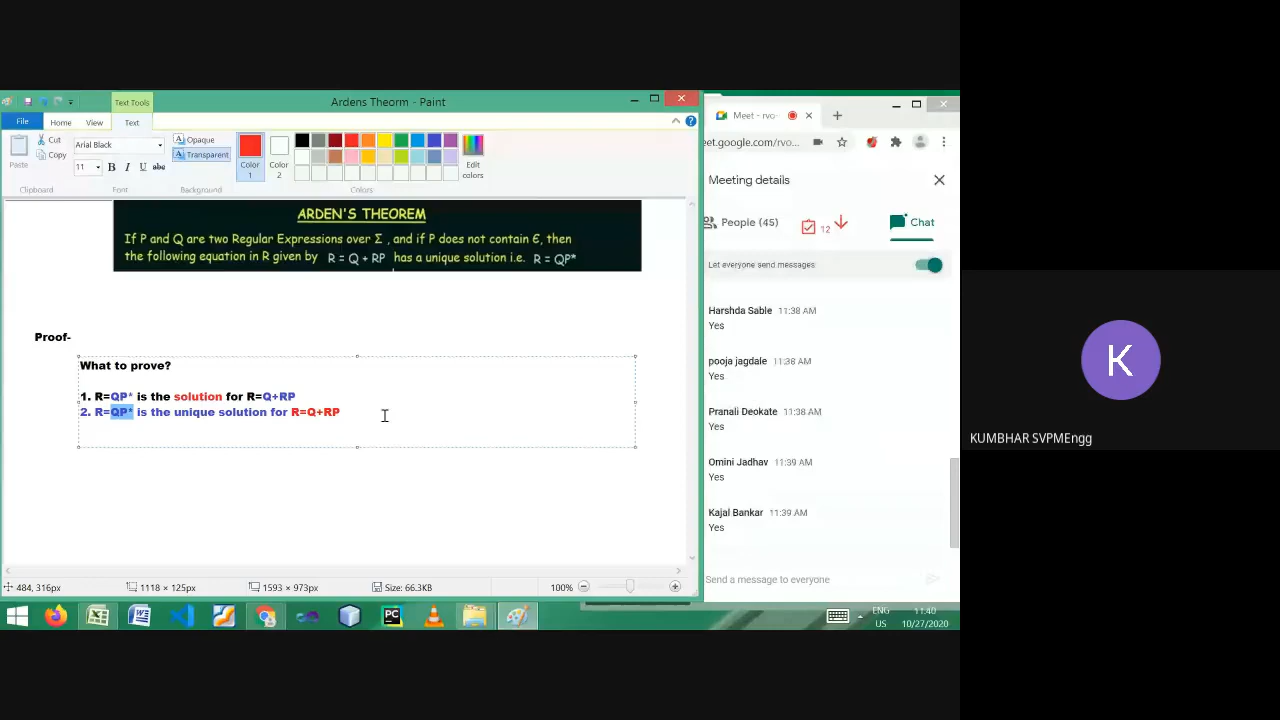 Ardens Theorm - Paint
Text Tools
File
Home
View
Text
Paste
Cut
Copy
Clipboard
Arial Black
11
B I U abc
Font
Opaque
Transparent
Background
Color 1
Color 2
Edit colors
Colors
ARDEN'S THEOREM
If P and Q are two Regular Expressions over Σ , and if P does not contain Є, then
the following equation in R given by R = Q + RP has a unique solution i.e. R = QP*
Proof-
What to prove?
1. R=QP* is the solution for R=Q+RP
2. R=QP* is the unique solution for R=Q+RP
484, 316px
1118 × 125px
1593 × 973px
Size: 66.3KB
100%
Meet - rvo-
eet.google.com/rvo...
Meeting details
People (45)
12
Chat
Let everyone send messages
Harshda Sable 11:38 AM
Yes
pooja jagdale 11:38 AM
Yes
Pranali Deokate 11:38 AM
Yes
Omini Jadhav 11:39 AM
Yes
Kajal Bankar 11:39 AM
Yes
Send a message to everyone
PC
ENG
US
11:40
10/27/2020
K
KUMBHAR SVPMEngg